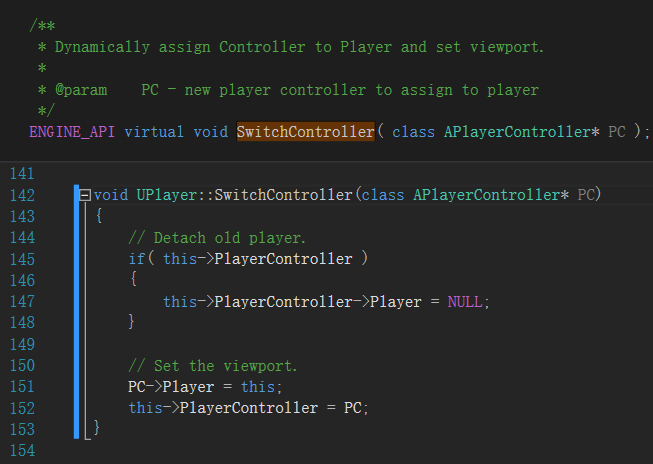 /**
 * Dynamically assign Controller to Player and set viewport.
 *
 * @param    PC - new player controller to assign to player
 */
ENGINE_API virtual void SwitchController( class APlayerController* PC );
141
142 void UPlayer::SwitchController(class APlayerController* PC)
143 {
144     // Detach old player.
145     if( this->PlayerController )
146     {
147         this->PlayerController->Player = NULL;
148     }
149
150     // Set the viewport.
151     PC->Player = this;
152     this->PlayerController = PC;
153 }
154